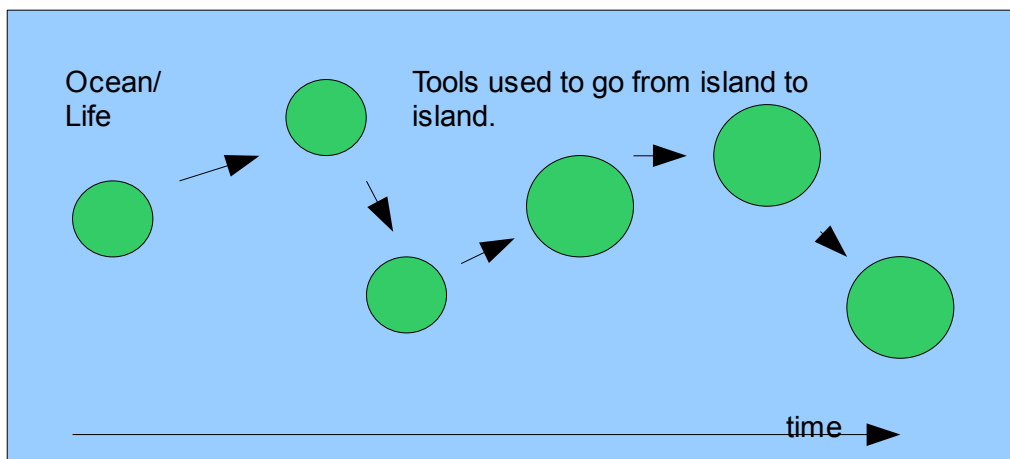 Ocean/
Life
Tools used to go from island to
island.
time